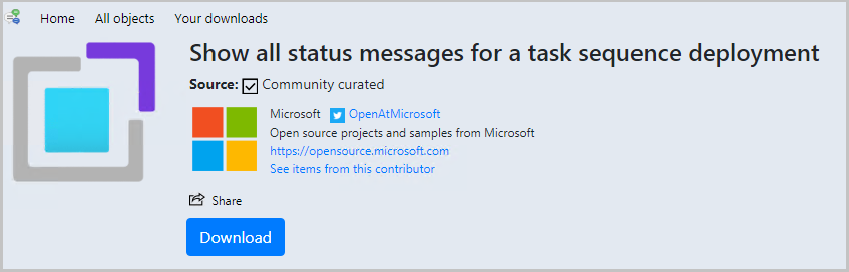 Home All objects Your downloads
Show all status messages for a task sequence deployment
Source: Community curated
Microsoft OpenAtMicrosoft
Open source projects and samples from Microsoft
https://opensource.microsoft.com
See items from this contributor
Share
Download